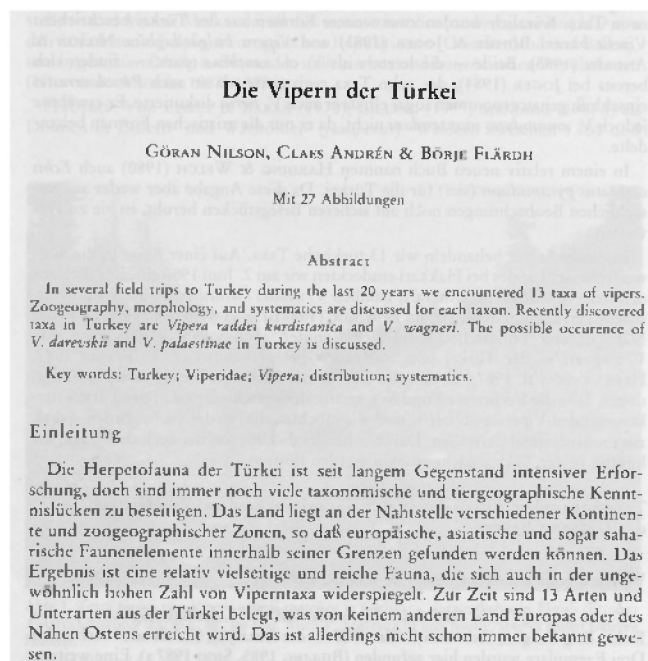 Die Vipern der Türkei
GÖRAN NILSON, CLAES ANDRÉN & BÖRJE FLÄRDH
Mit 27 Abbildungen
Abstract
In several field trips to Turkey during the last 20 years we encountered 13 taxa of vipers.
Zoogeography, morphology, and systematics are discussed for each taxon. Recently discovered
taxa in Turkey are Vipera raddei kurdistanica and V. wagneri. The possible occurence of
V. darevskii and V. palaestinae in Turkey is discussed.
Key words: Turkey; Viperidae; Vipera; distribution; systematics.
Einleitung
Die Herpetofauna der Türkei ist seit langem Gegenstand intensiver Erfor-
schung, doch sind immer noch viele taxonomische und tiergeographische Kennt-
nislücken zu beseitigen. Das Land liegt an der Nahtstelle verschiedener Kontinen-
te und zoogeographischer Zonen, so daß europäische, asiatische und sogar saha-
rische Faunenelemente innerhalb seiner Grenzen gefunden werden können. Das
Ergebnis ist eine relativ vielseitige und reiche Fauna, die sich auch in der unge-
wöhnlich hohen Zahl von Viperntaxa widerspiegelt. Zur Zeit sind 13 Arten und
Unterarten aus der Türkei belegt, was von keinem anderen Land Europas oder des
Nahen Ostens erreicht wird. Das ist allerdings nicht schon immer bekannt gewe-
sen.